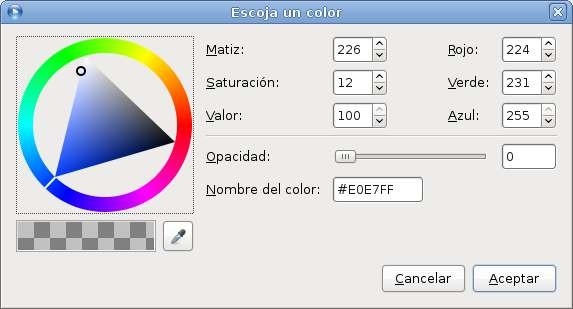 Escoja un color
Matiz: 226 Rojo: 224
Saturación: 12 Verde: 231
Valor: 100 Azul: 255
Opacidad: 0
Nombre del color: #E0E7FF
Cancelar Aceptar